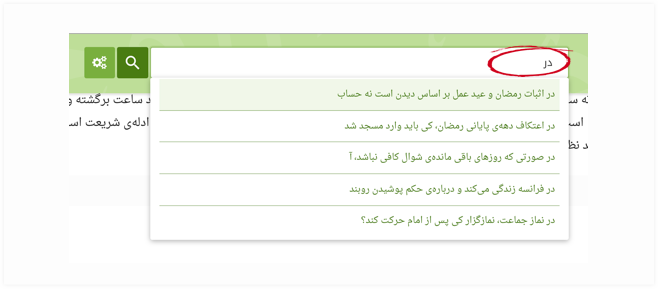 در
در اثبات رمضان و عید عمل بر اساس دیدن است نه حساب
در اعتکاف دهه‌ی پایانی رمضان، کی باید وارد مسجد شد
در صورتی که روزهای باقی مانده‌ی شوال کافی نباشد، آ
در فرانسه زندگی می‌کند و درباره‌ی حکم پوشیدن روبند
در نماز جماعت، نمازگزار کی پس از امام حرکت کند؟
د ساعت برگشته و
ادله‌ی شریعت است